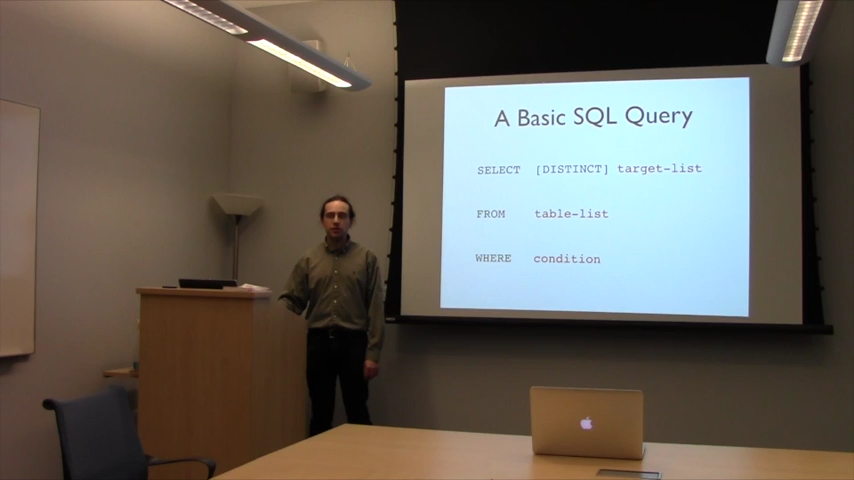 A Basic SQL Query
SELECT [DISTINCT] target-list
FROM table-list
WHERE condition